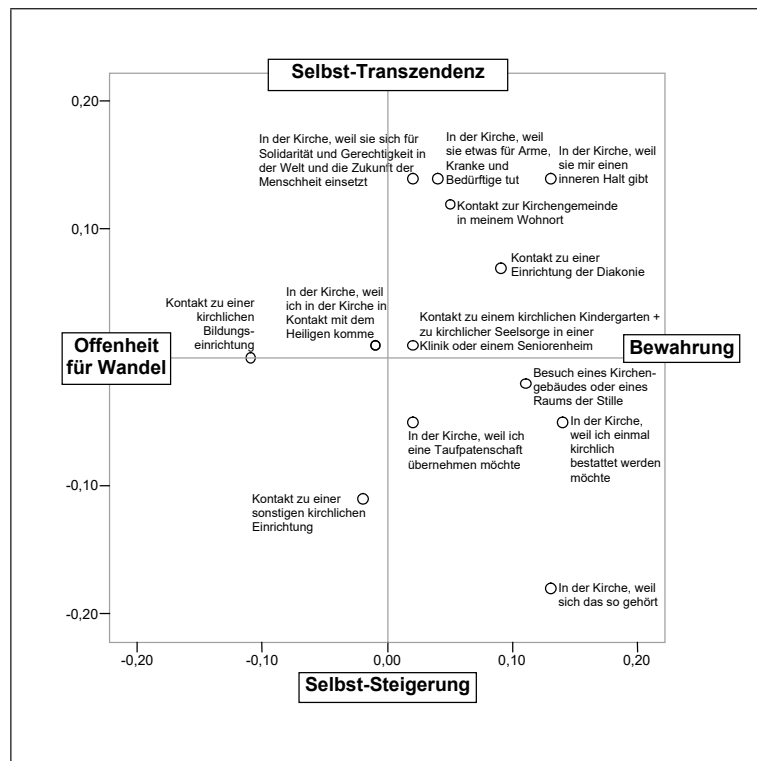 Selbst-Transzendenz
0,20
In der Kirche, weil sie sich für
Solidarität und Gerechtigkeit in
der Welt und die Zukunft der
Menschheit einsetzt
In der Kirche, weil
sie etwas für Arme,
Kranke und
Bedürftige tut
In der Kirche, weil
sie mir einen
inneren Halt gibt
Kontakt zur Kirchengemeinde
in meinem Wohnort
0,10
Kontakt zu einer
Einrichtung der Diakonie
Kontakt zu einer
kirchlichen
Bildungs-
einrichtung
In der Kirche, weil
ich in der Kirche in
Kontakt mit dem
Heiligen komme
Kontakt zu einem kirchlichen Kindergarten +
zu kirchlicher Seelsorge in einer
Klinik oder einem Seniorenheim
Offenheit
für Wandel
Bewahrung
Besuch eines Kirchen-
gebäudes oder eines
Raums der Stille
In der Kirche, weil ich
eine Taufpatenschaft
übernehmen möchte
In der Kirche,
weil ich einmal
kirchlich
bestattet werden
möchte
-0,10
Kontakt zu einer
sonstigen kirchlichen
Einrichtung
In der Kirche, weil
sich das so gehört
-0,20
-0,20
-0,10
0,00
0,10
0,20
Selbst-Steigerung